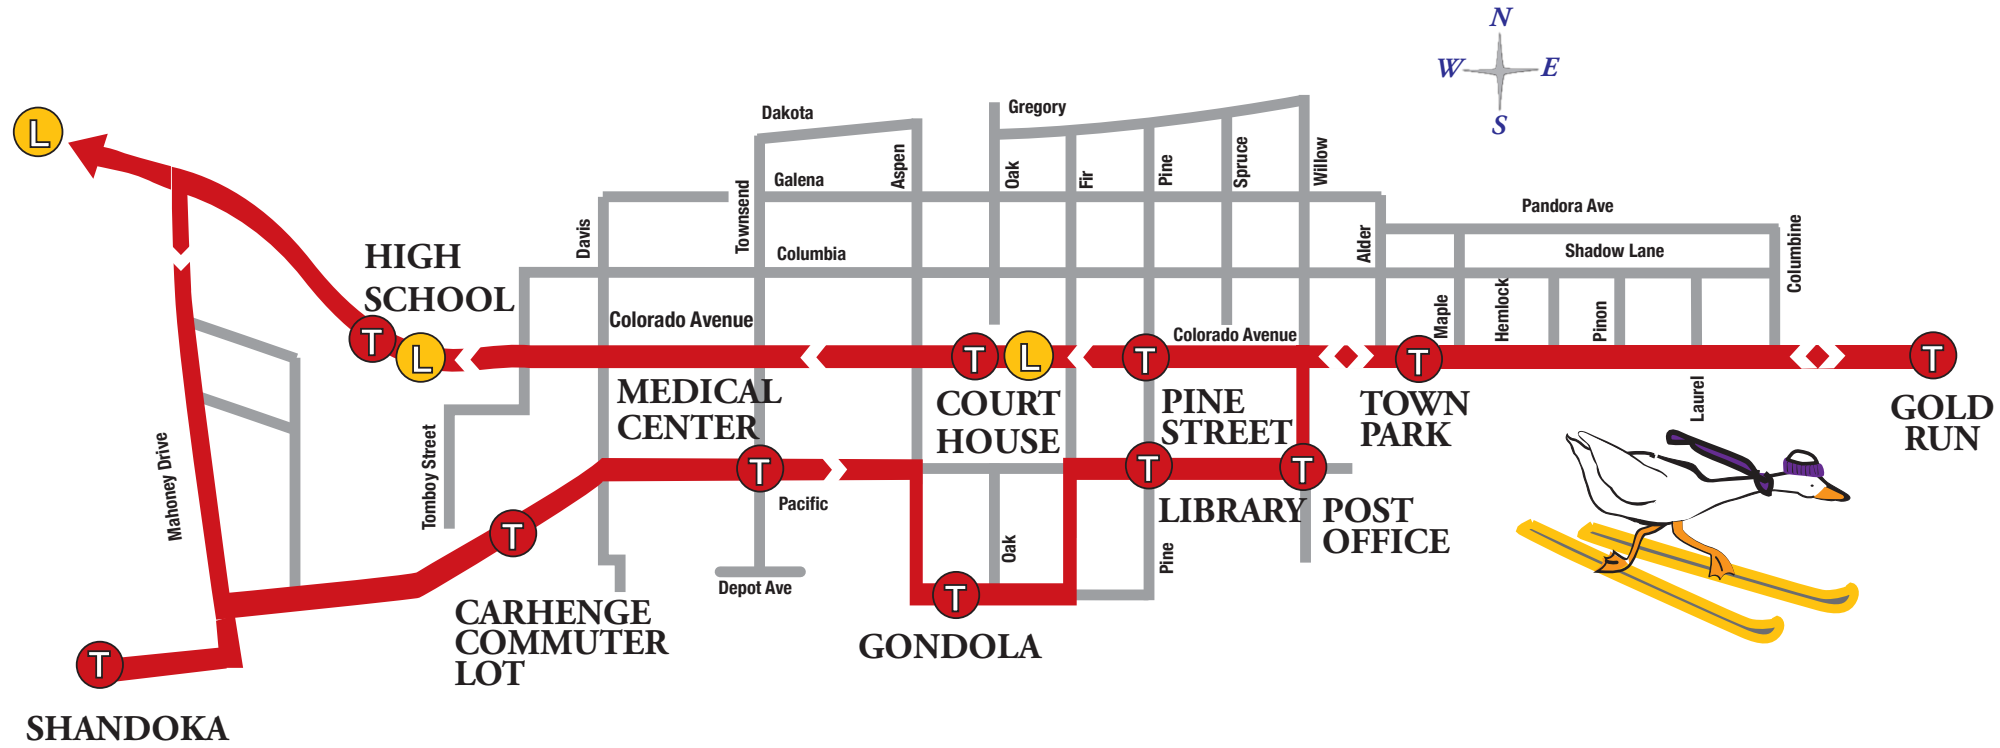 N
W
E
S
L
Dakota
Gregory
Aspen
Oak
Fir
Pine
Spruce
Willow
Galena
Townsend
Davis
Columbia
Alder
Pandora Ave
Shadow Lane
Columbine
HIGH
SCHOOL
T
L
Colorado Avenue
T
L
T
Colorado Avenue
T
Maple
Hemlock
Pinon
Laurel
T
MEDICAL
CENTER
T
COURT
HOUSE
PINE
STREET
TOWN
PARK
GOLD
RUN
Mahoney Drive
Tomboy Street
Pacific
T
LIBRARY
T
POST
OFFICE
T
CARHENGE
COMMUTER
LOT
Depot Ave
Oak
Pine
T
GONDOLA
T
SHANDOKA